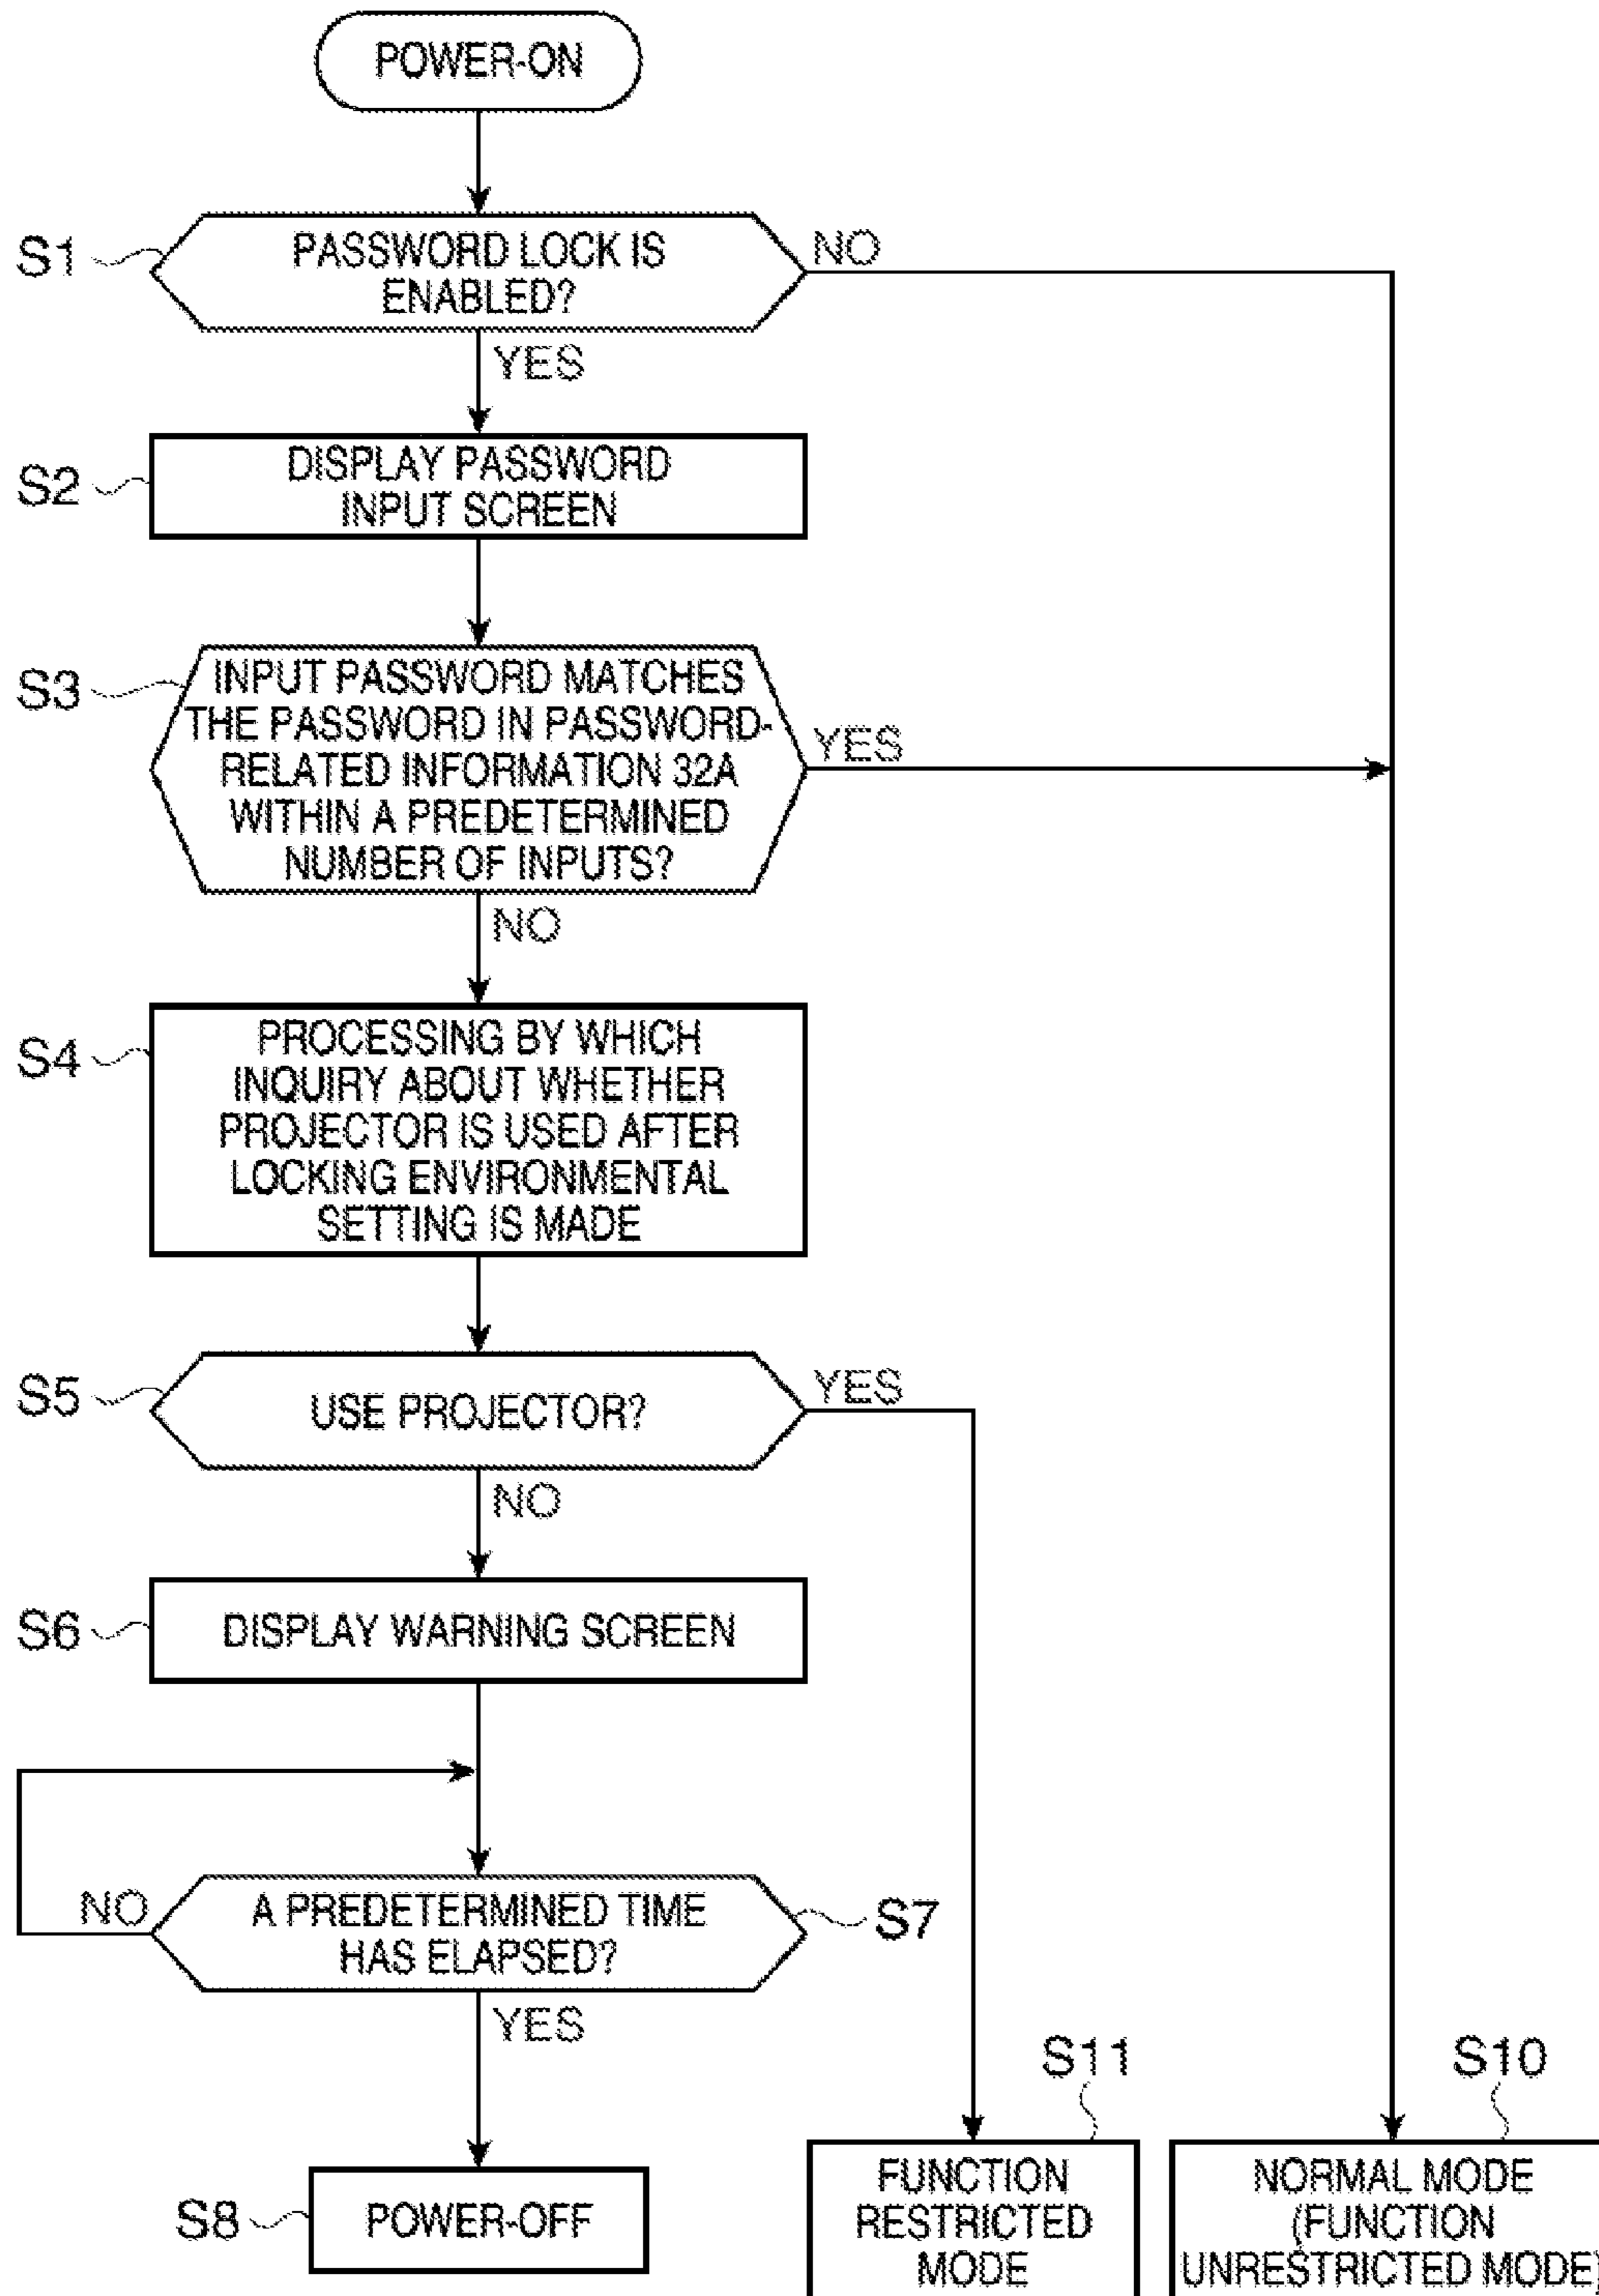 POWER-ON
S1
PASSWORD LOCK IS
ENABLED?
NO
YES
S2
DISPLAY PASSWORD
INPUT SCREEN
S3
INPUT PASSWORD MATCHES
THE PASSWORD IN PASSWORD-
RELATED INFORMATION 32A
WITHIN A PREDETERMINED
NUMBER OF INPUTS?
YES
NO
S4
PROCESSING BY WHICH
INQUIRY ABOUT WHETHER
PROJECTOR IS USED AFTER
LOCKING ENVIRONMENTAL
SETTING IS MADE
S5
USE PROJECTOR?
YES
NO
S6
DISPLAY WARNING SCREEN
NO
A PREDETERMINED TIME
HAS ELAPSED?
S7
YES
S8
POWER-OFF
S11
FUNCTION
RESTRICTED
MODE
S10
NORMAL MODE
(FUNCTION
UNRESTRICTED MODE)